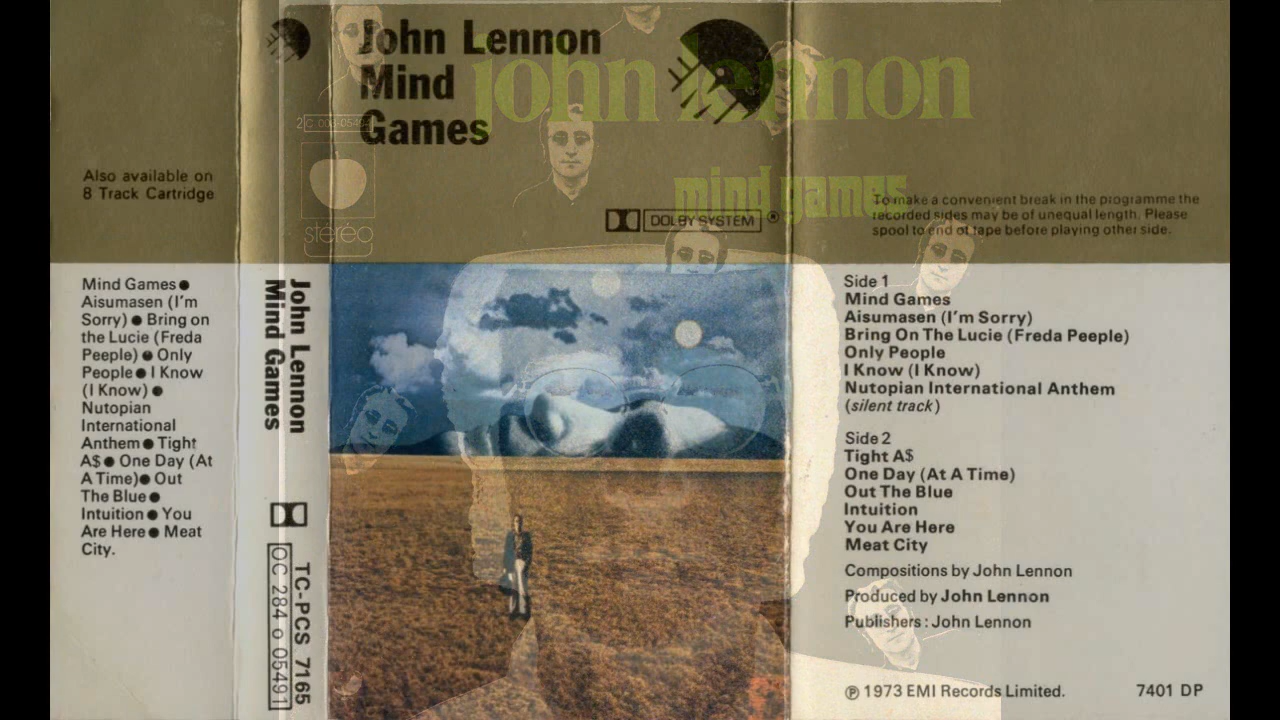 Also available on
8 Track Cartridge
Mind Games ●
Aisumasen (I'm
Sorry) ● Bring on
the Lucie (Freda
Peeple) ● Only
People ● I Know
(I Know) ●
Nutopian
International
Anthem ● Tight
A$ ● One Day (At
A Time) ● Out
The Blue ●
Intuition ● You
Are Here ● Meat
City.
John Lennon
Mind Games
TC-PCS 7165
OC 284 o 05491
John Lennon
Mind
Games
DOLBY SYSTEM ®
stéréo
john lennon
mind games
To make a convenient break in the programme the
recorded sides may be of unequal length. Please
spool to end of tape before playing other side.
Side 1
Mind Games
Aisumasen (I'm Sorry)
Bring On The Lucie (Freda Peeple)
Only People
I Know (I Know)
Nutopian International Anthem
(silent track)
Side 2
Tight A$
One Day (At A Time)
Out The Blue
Intuition
You Are Here
Meat City
Compositions by John Lennon
Produced by John Lennon
Publishers : John Lennon
℗ 1973 EMI Records Limited.
7401 DP